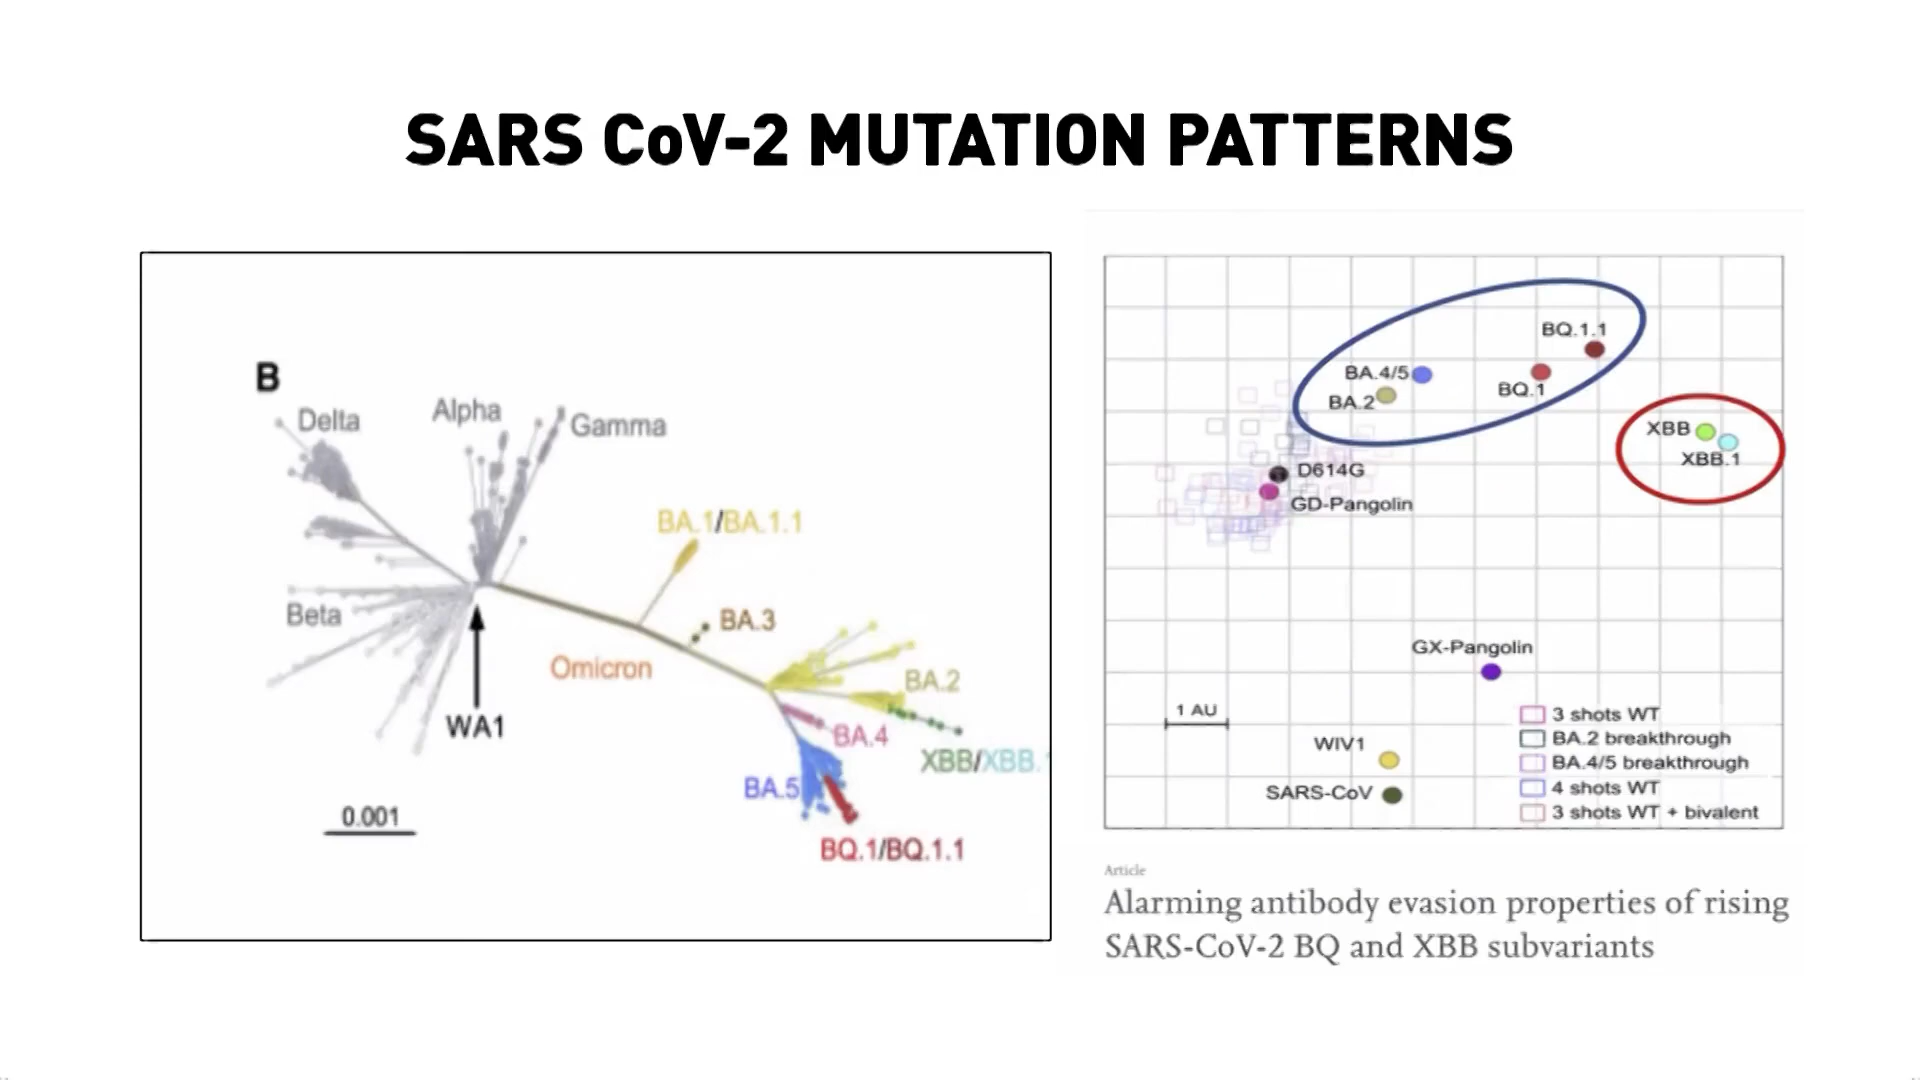 SARS CoV-2 MUTATION PATTERNS
B
Delta
Alpha
Gamma
BA.1/BA.1.1
BA.3
Beta
Omicron
BA.2
WA1
BA.4
XBB/XBB.
BA.5
0.001
BQ.1/BQ.1.1
BQ.1.1
BA.4/5
BQ.1
BA.2
XBB
XBB.1
D614G
GD-Pangolin
GX-Pangolin
1 AU
3 shots WT
WIV1
BA.2 breakthrough
BA.4/5 breakthrough
SARS-CoV
4 shots WT
3 shots WT + bivalent
Article
Alarming antibody evasion properties of rising
SARS-CoV-2 BQ and XBB subvariants